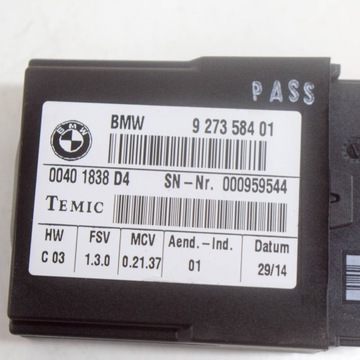 PASS
BMW
BMW 9 273 584 01
0040 1838 D4 SN-Nr. 000959544
TEMIC
HW FSV MCV Aend.-Ind. Datum
C 03 1.3.0 0.21.37 01 29/14